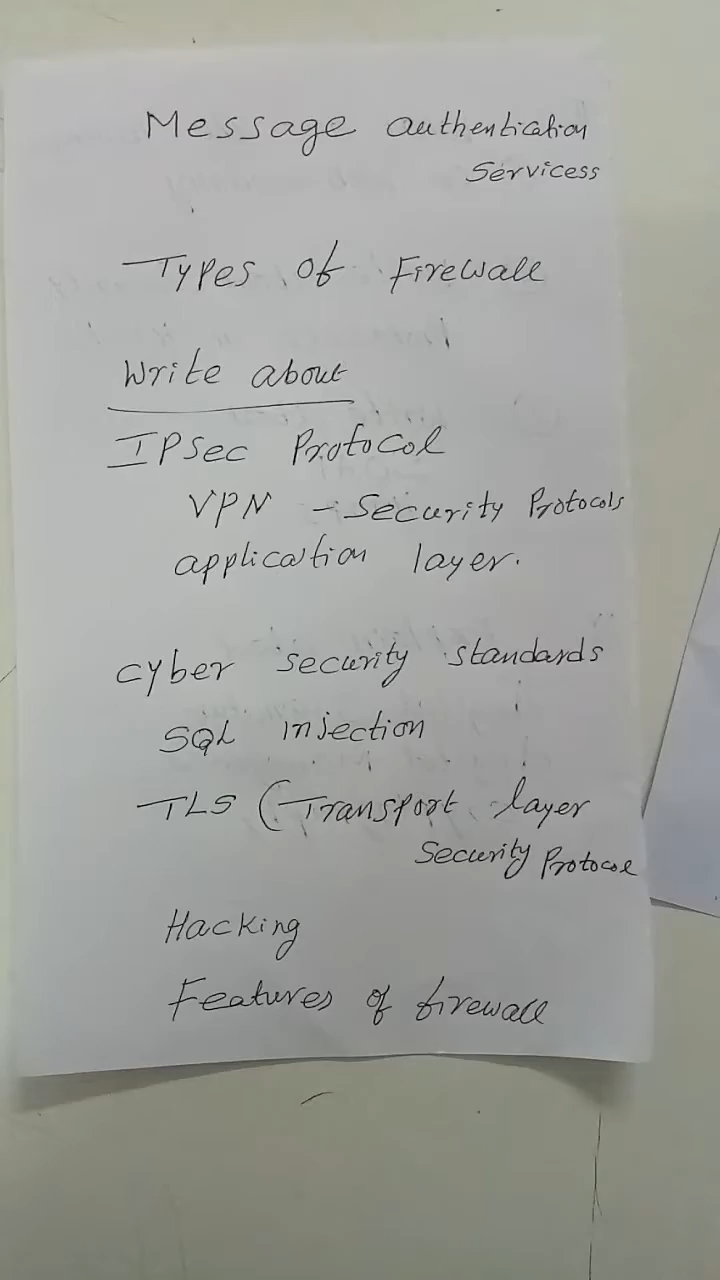 Message authentication
Servicess
Types of Firewall
Write about
IPSec Protocol
VPN - Security Protocols
application layer.
cyber security standards
SQL injection
TLS (Transport layer
Security Protocol
Hacking
Features of firewall